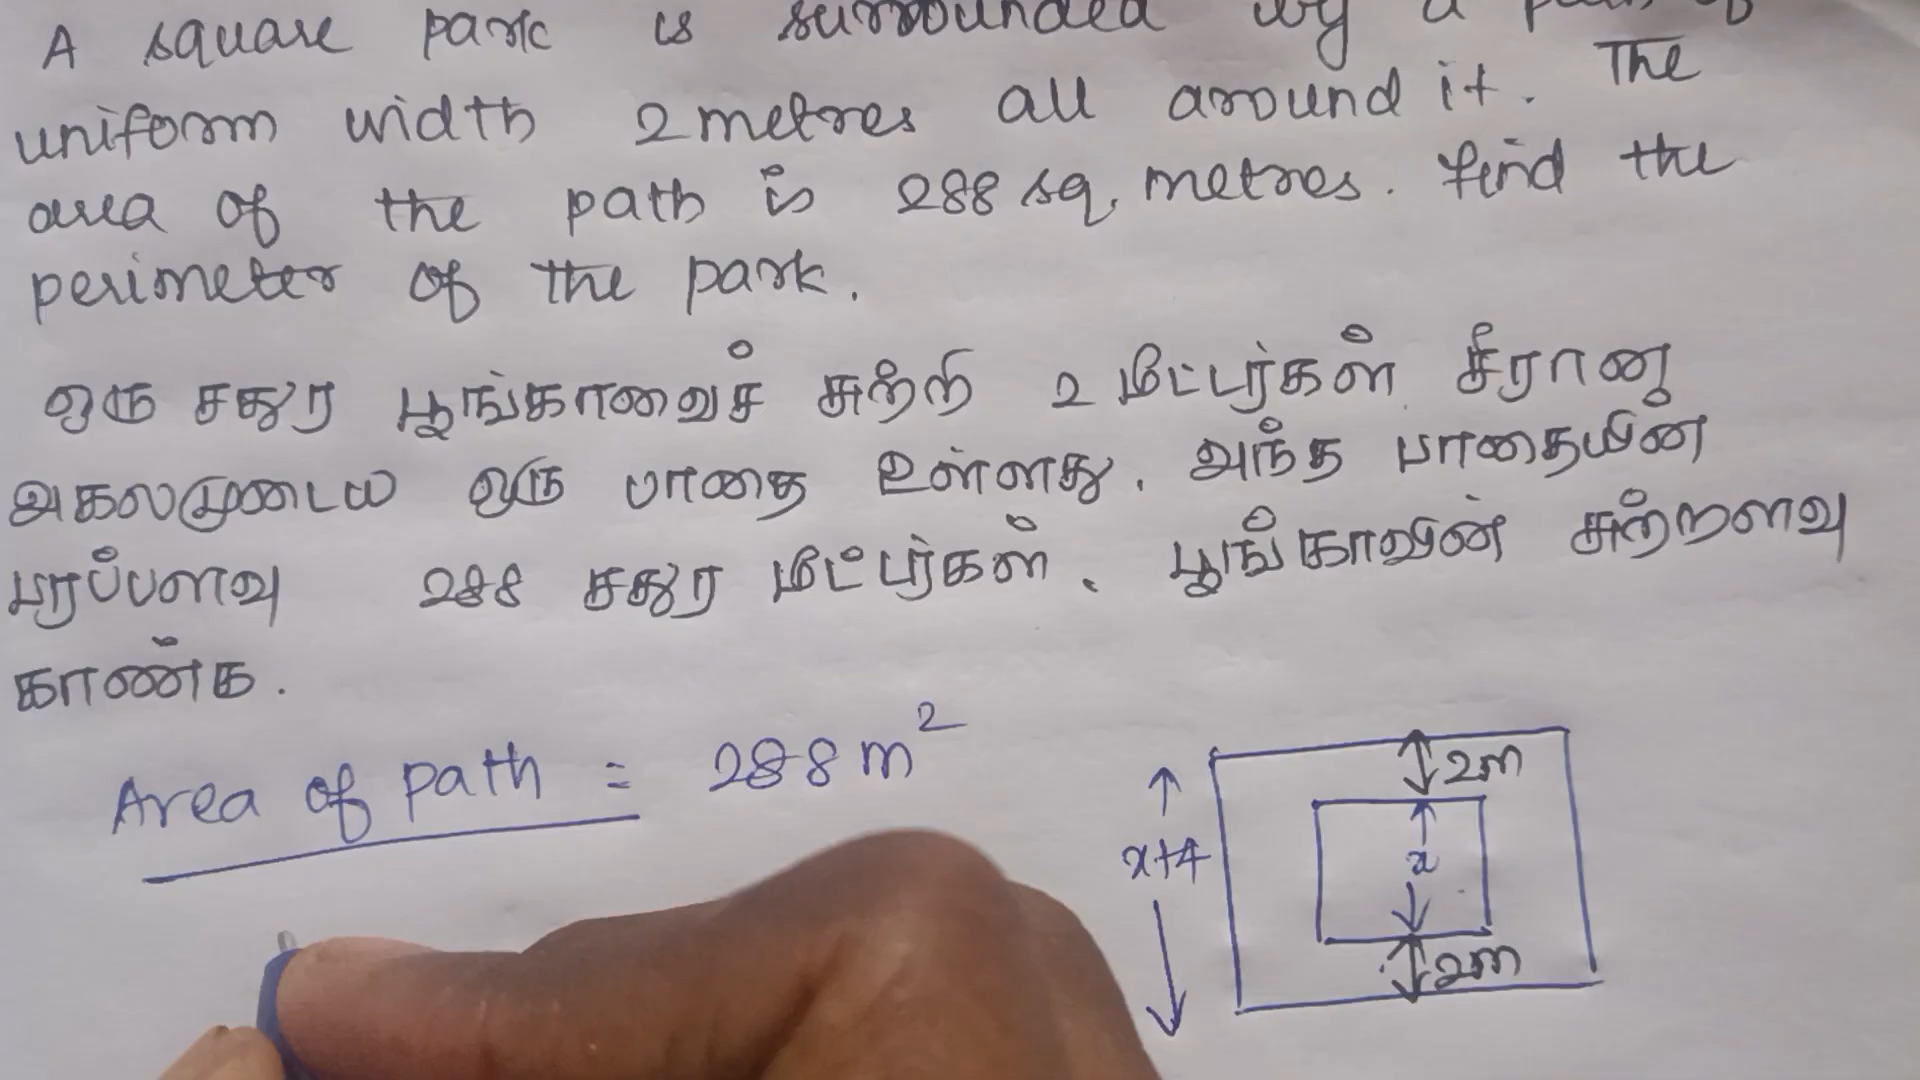 A square park is surrounded by a path of
uniform width 2 metres all around it. The
area of the path is 288 sq. metres. Find the
perimeter of the park.
ஒரு சதுர பூங்காவைச் சுற்றி 2 மீட்டர்கள் சீரான
அகலமுடைய ஒரு பாதை உள்ளது. அந்த பாதையின்
பரப்பளவு 288 சதுர மீட்டர்கள். பூங்காவின் சுற்றளவு
காண்க.
Area of path = 288 m²
2m
x+4
x
2m